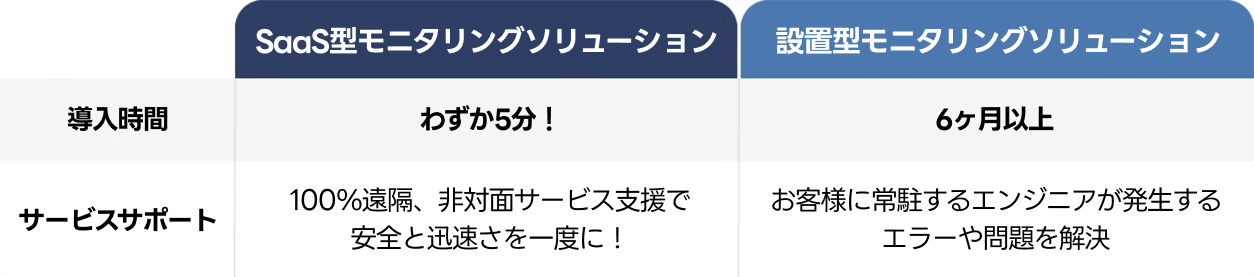 SaaS型モニタリングソリューション
設置型モニタリングソリューション
導入時間
わずか5分！
6ヶ月以上
サービスサポート
100%遠隔、非対面サービス支援で
安全と迅速さを一度に！
お客様に常駐するエンジニアが発生する
エラーや問題を解決